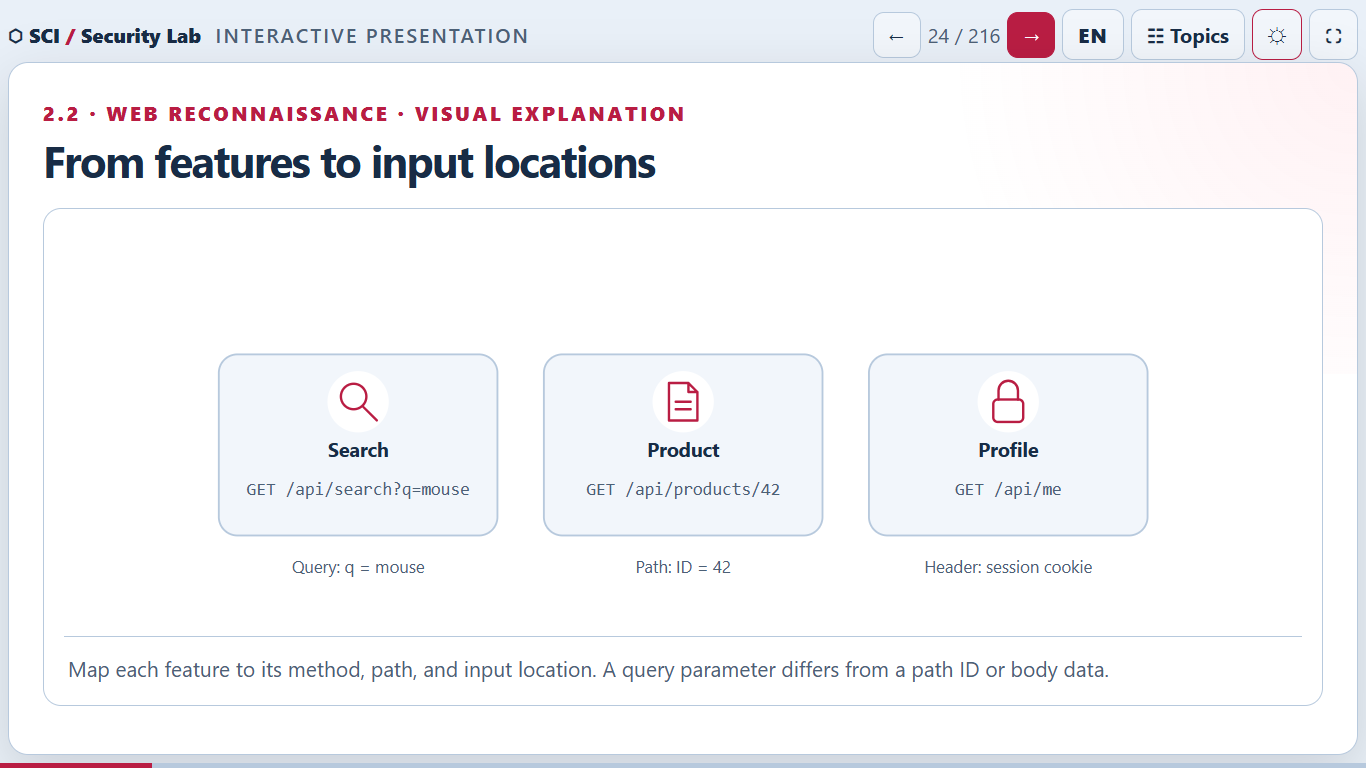 SCI / Security Lab INTERACTIVE PRESENTATION
← 24 / 216 → EN Topics
2.2 · WEB RECONNAISSANCE · VISUAL EXPLANATION
From features to input locations
Search
GET /api/search?q=mouse
Query: q = mouse
Product
GET /api/products/42
Path: ID = 42
Profile
GET /api/me
Header: session cookie
Map each feature to its method, path, and input location. A query parameter differs from a path ID or body data.